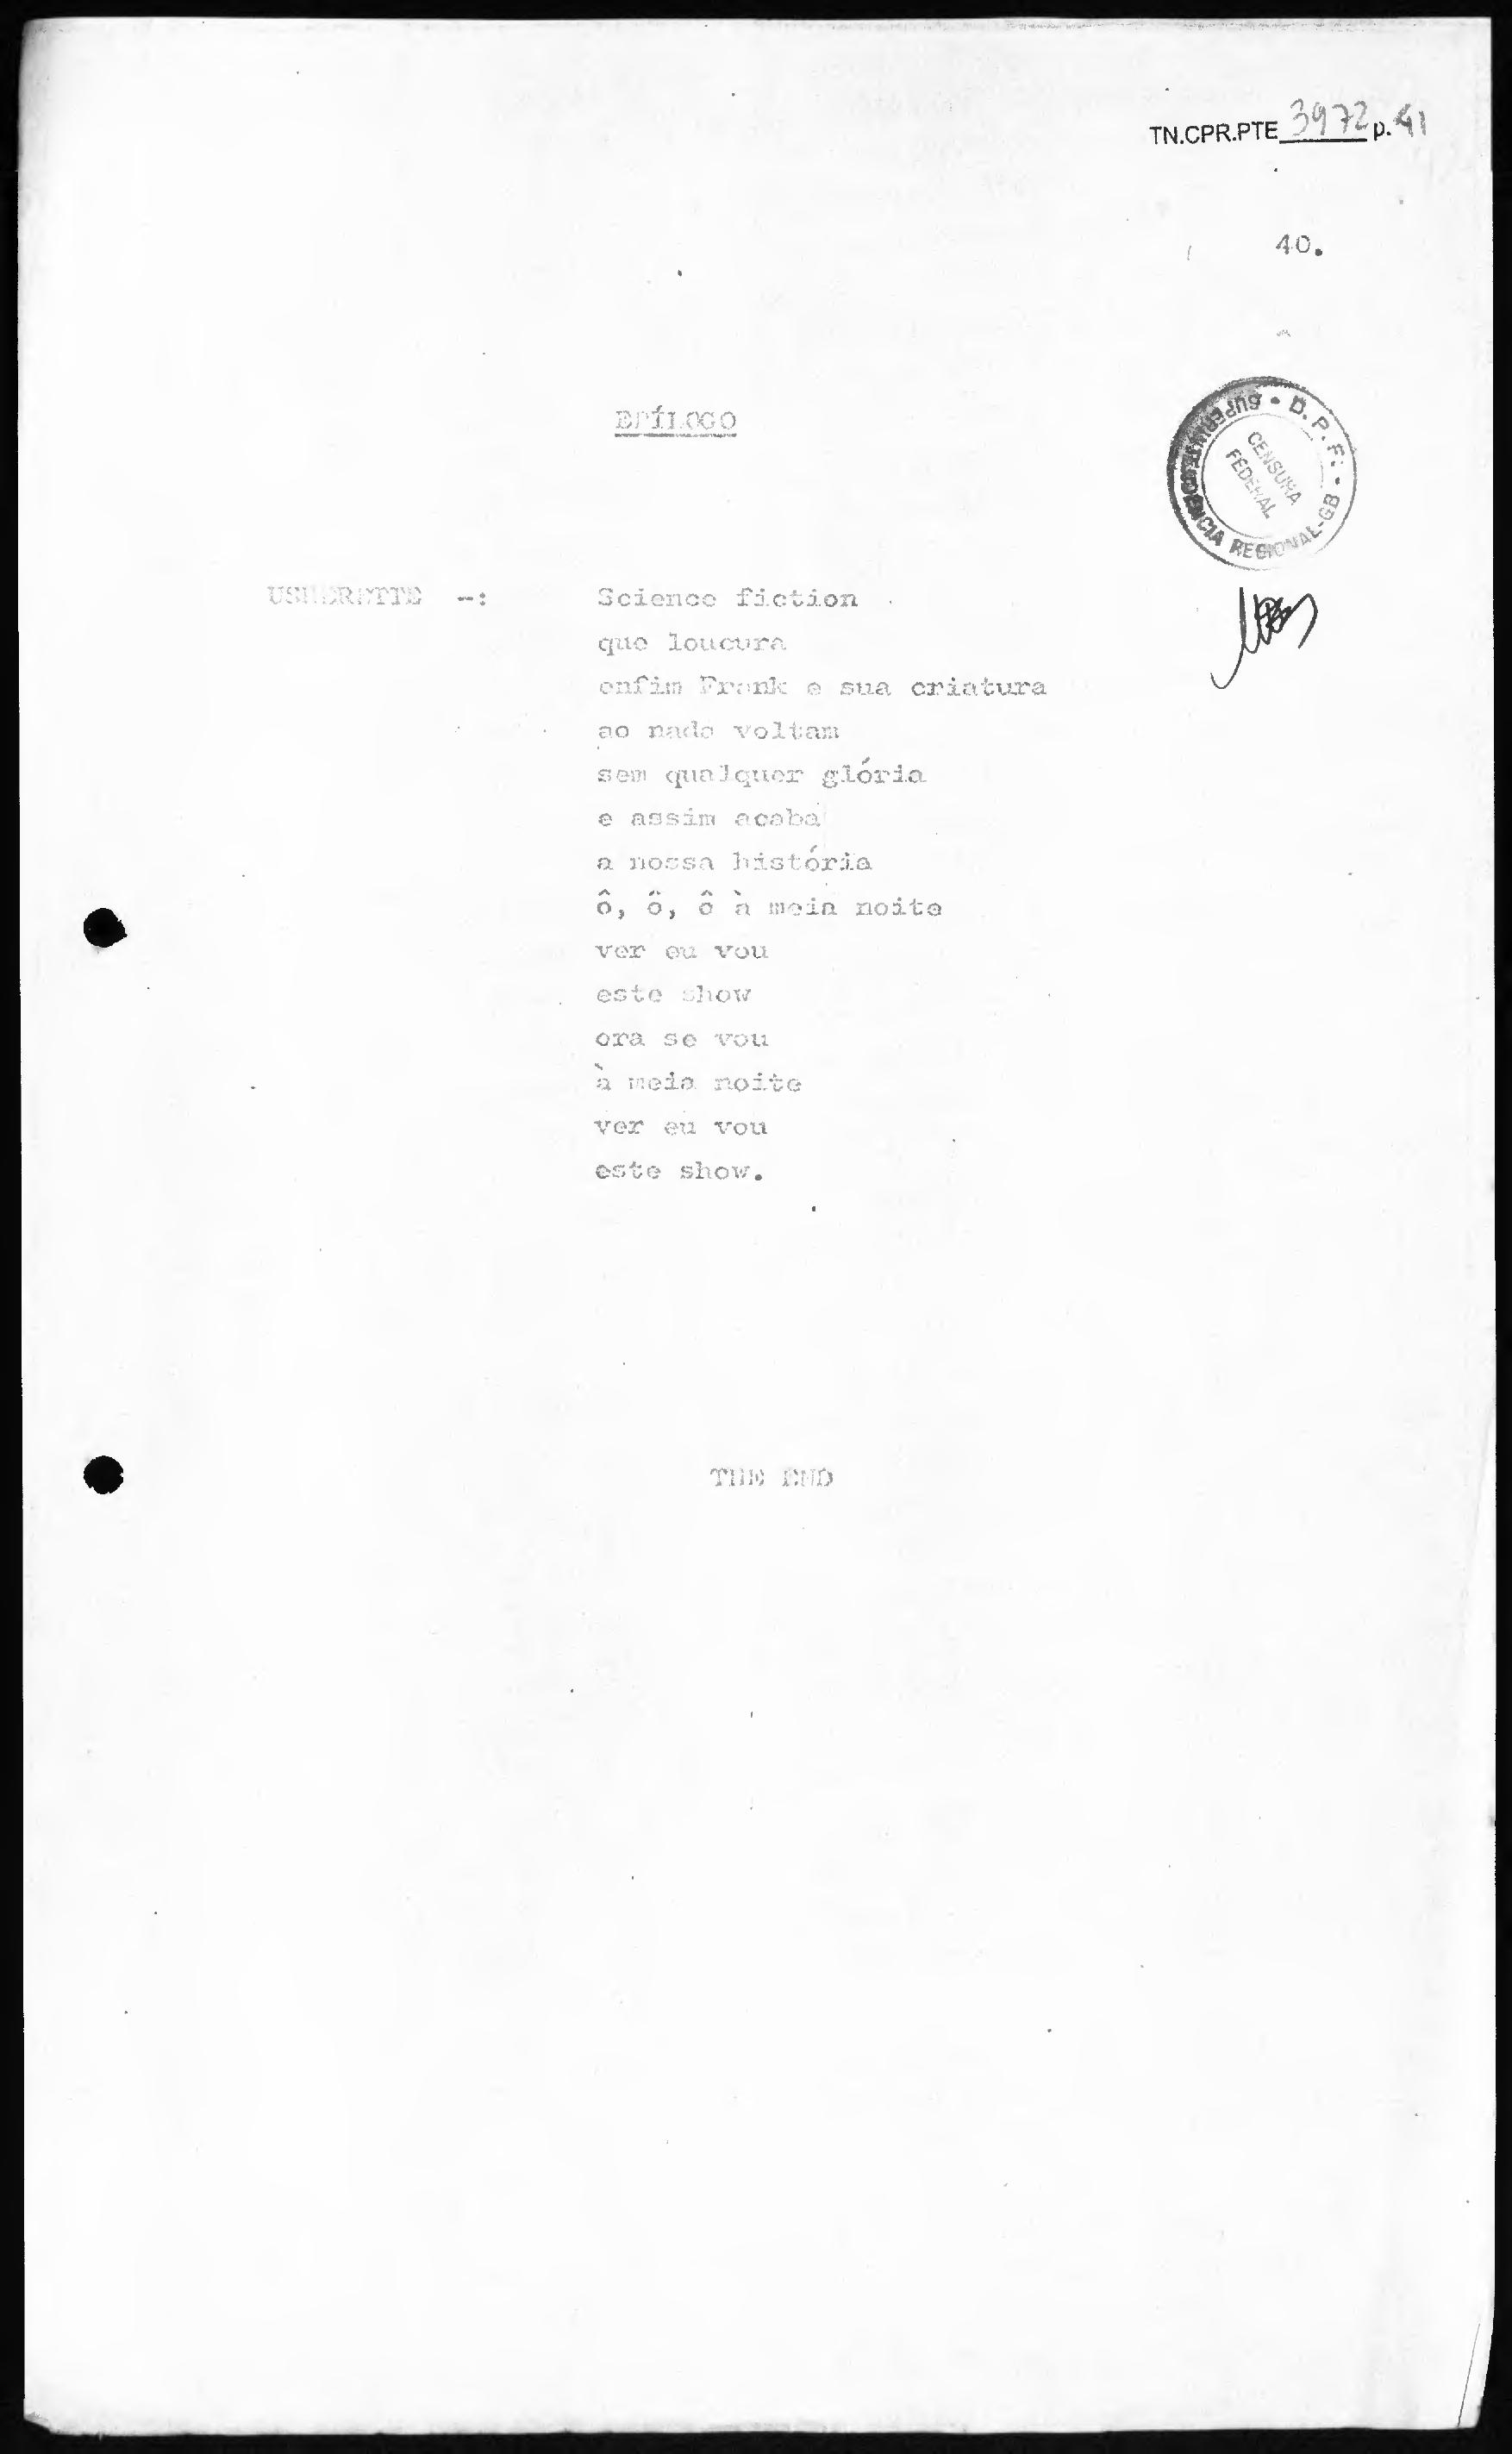 TN.CPR.PTE 3972 p. 41
40.
EPÍLOGO
SUPERINTENDÊNCIA REGIONAL-GB • D.P.F. •
CENSURA
FEDERAL
USHERETTE -: Science fiction
que loucura
enfim Frank e sua criatura
ao nada voltam
sem qualquer glória
e assim acaba
a nossa história
ô, ô, ô à meia noite
ver eu vou
este show
ora se vou
à meia noite
ver eu vou
este show.
THE END